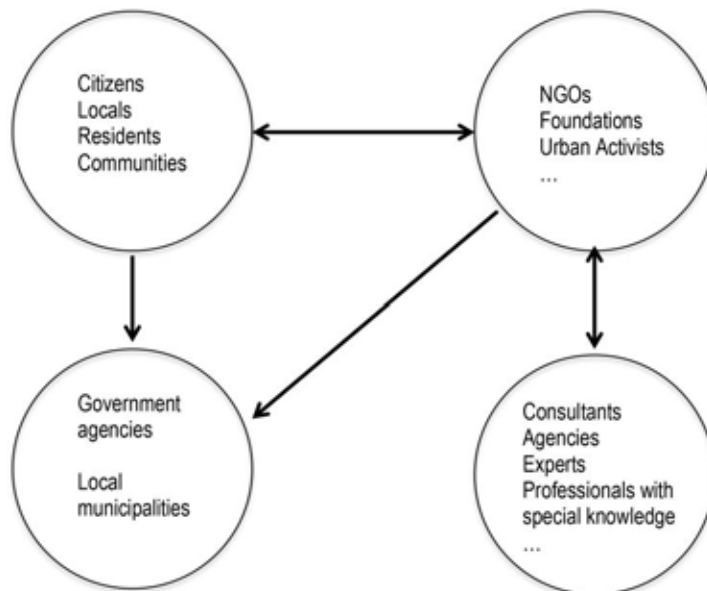 Citizens
Locals
Residents
Communities
NGOs
Foundations
Urban Activists
...
Government
agencies
Local
municipalities
Consultants
Agencies
Experts
Professionals with
special knowledge
...